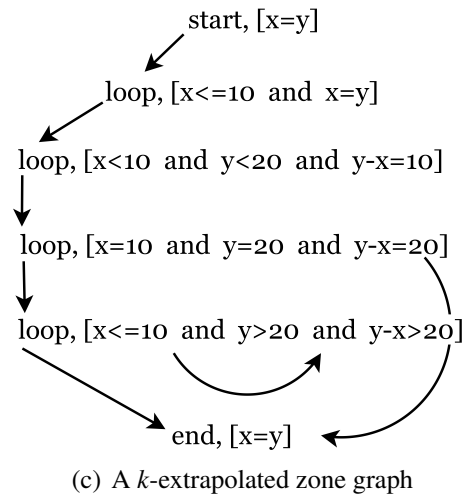 start, [x=y]
loop, [x<=10 and x=y]
loop, [x<10 and y<20 and y-x=10]
loop, [x=10 and y=20 and y-x=20]
loop, [x<=10 and y>20 and y-x>20]
end, [x=y]
(c) A k-extrapolated zone graph